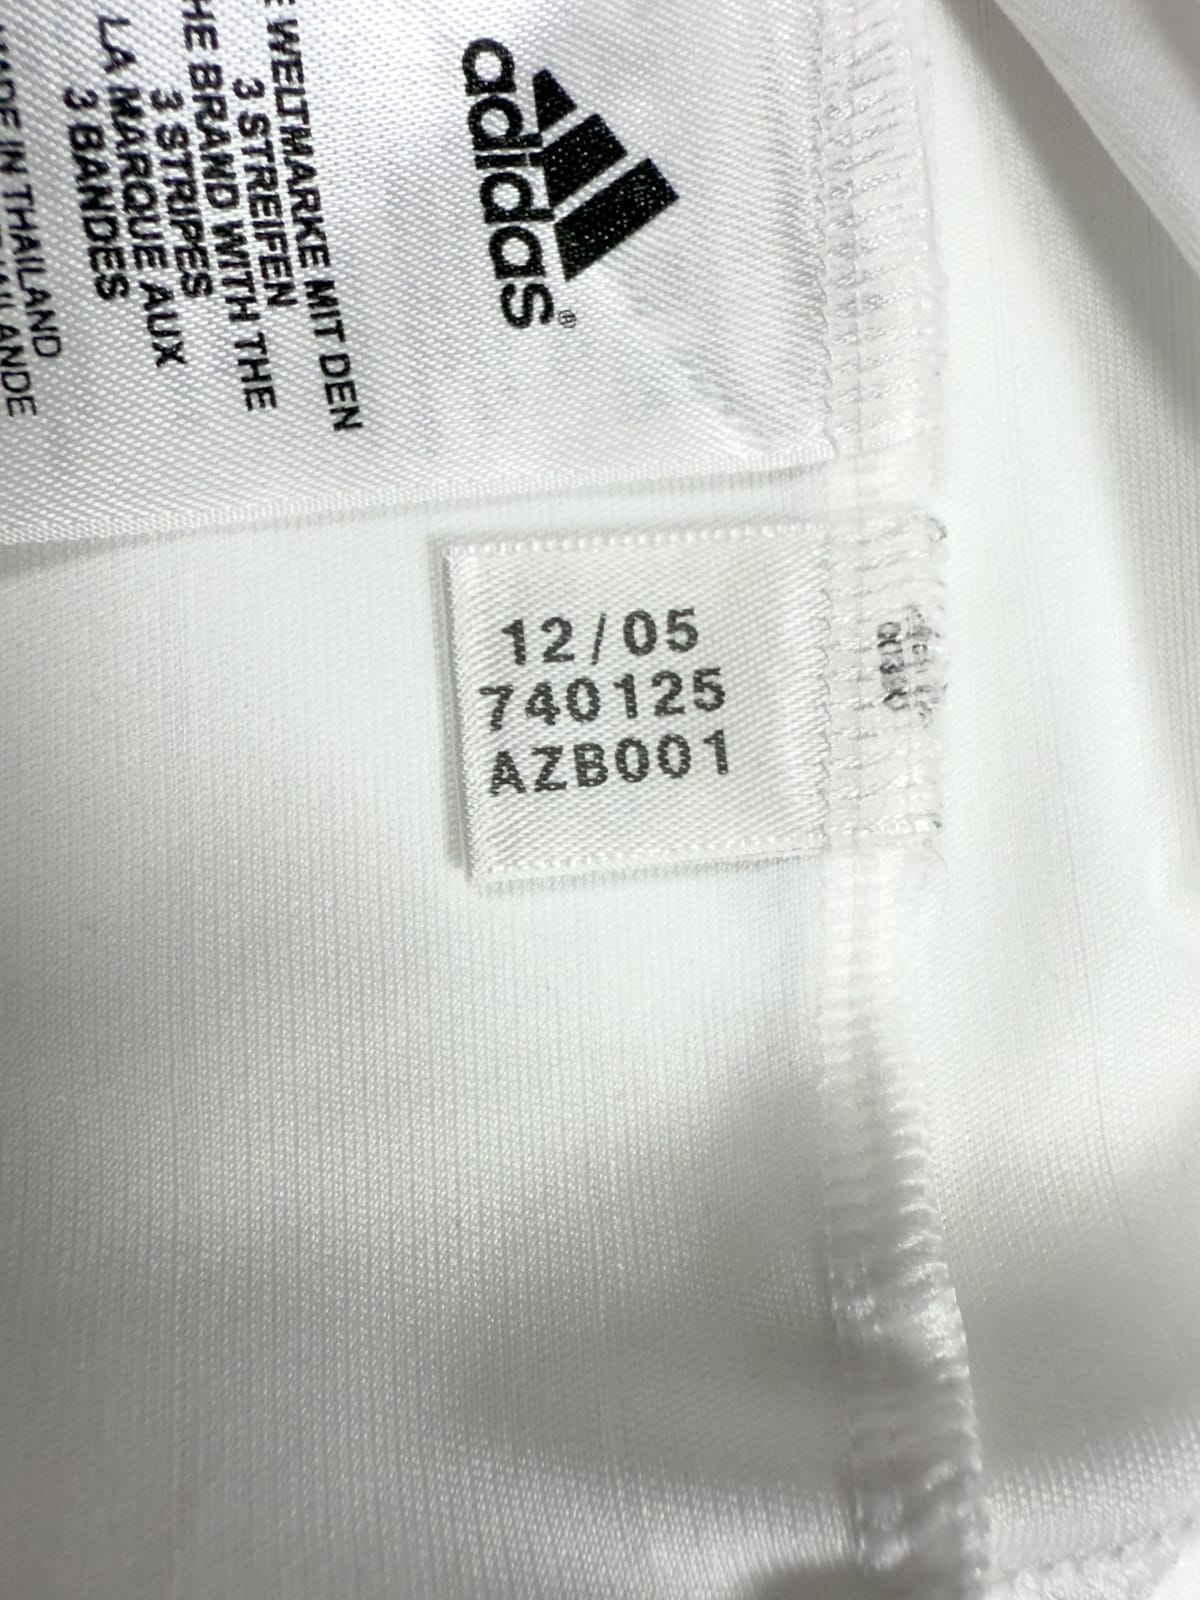 adidas®
WELTMARKE MIT DEN
3 STREIFEN
THE BRAND WITH THE
3 STRIPES
LA MARQUE AUX
3 BANDES
MADE IN THAILAND
12/05
740125
AZB001